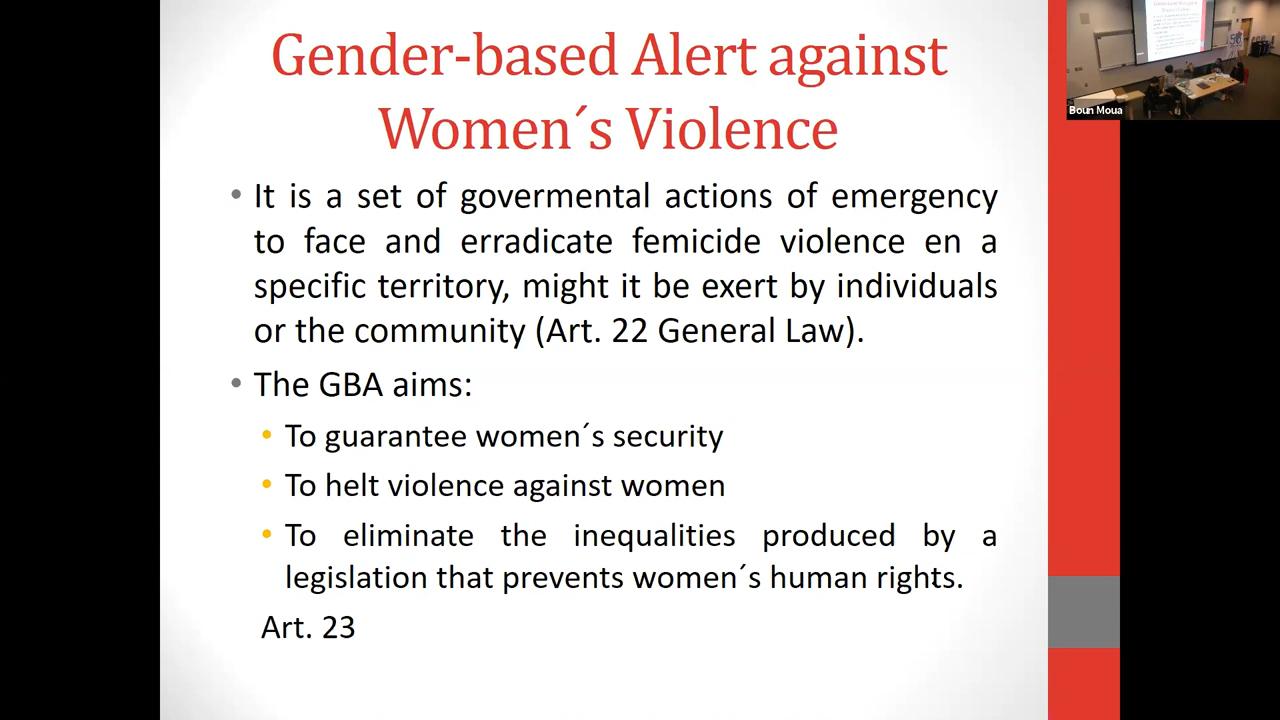 Gender-based Alert against
Women´s Violence
• It is a set of govermental actions of emergency
to face and erradicate femicide violence en a
specific territory, might it be exert by individuals
or the community (Art. 22 General Law).
• The GBA aims:
• To guarantee women´s security
• To helt violence against women
• To eliminate the inequalities produced by a
legislation that prevents women´s human rights.
Art. 23
Boun Moua